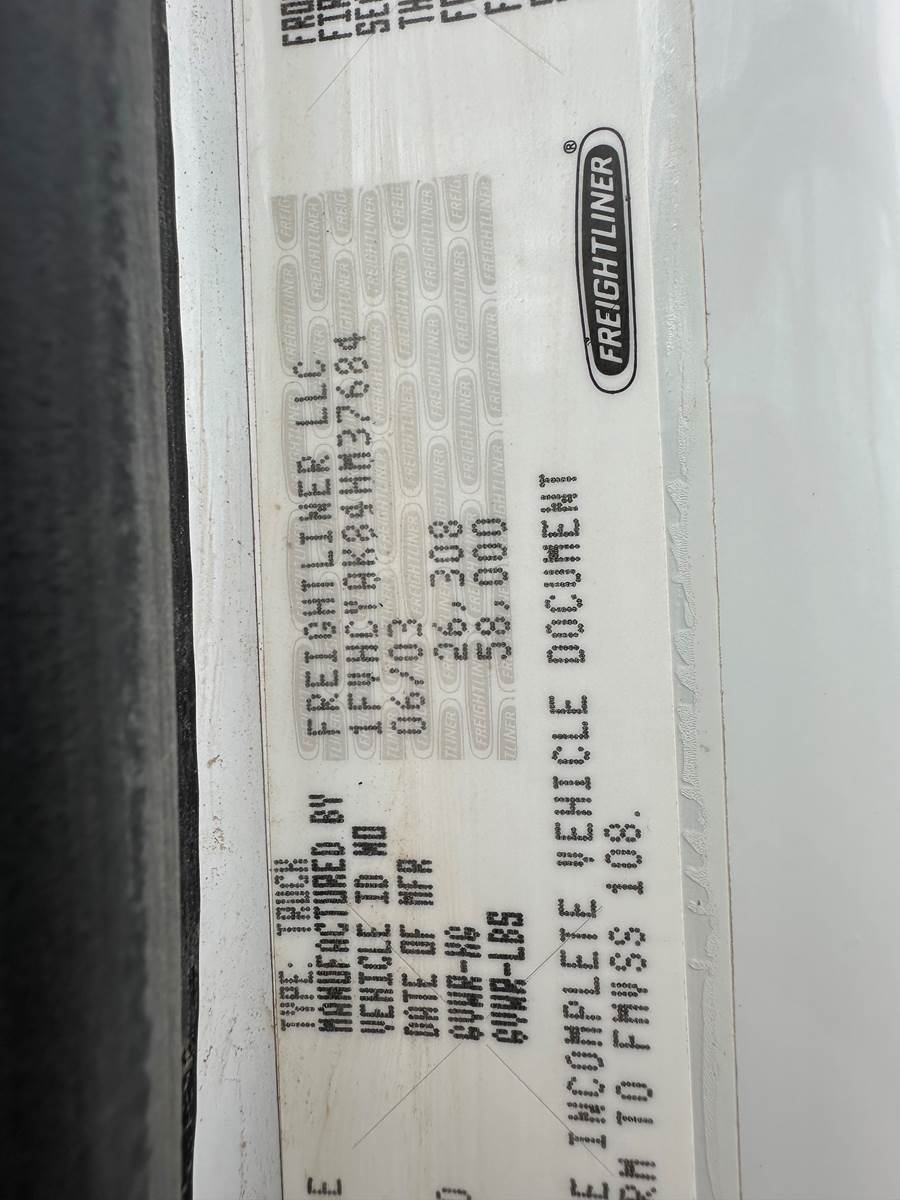 TYPE: TRUCK
MANUFACTURED BY FREIGHTLINER LLC
VEHICLE ID NO 1FVHCYAK84HM37684
DATE OF MFR 06/03
GVWR-KG 26,308
GVWR-LBS 58,000
INCOMPLETE VEHICLE DOCUMENT
TO FMVSS 108.
FREIGHTLINER®